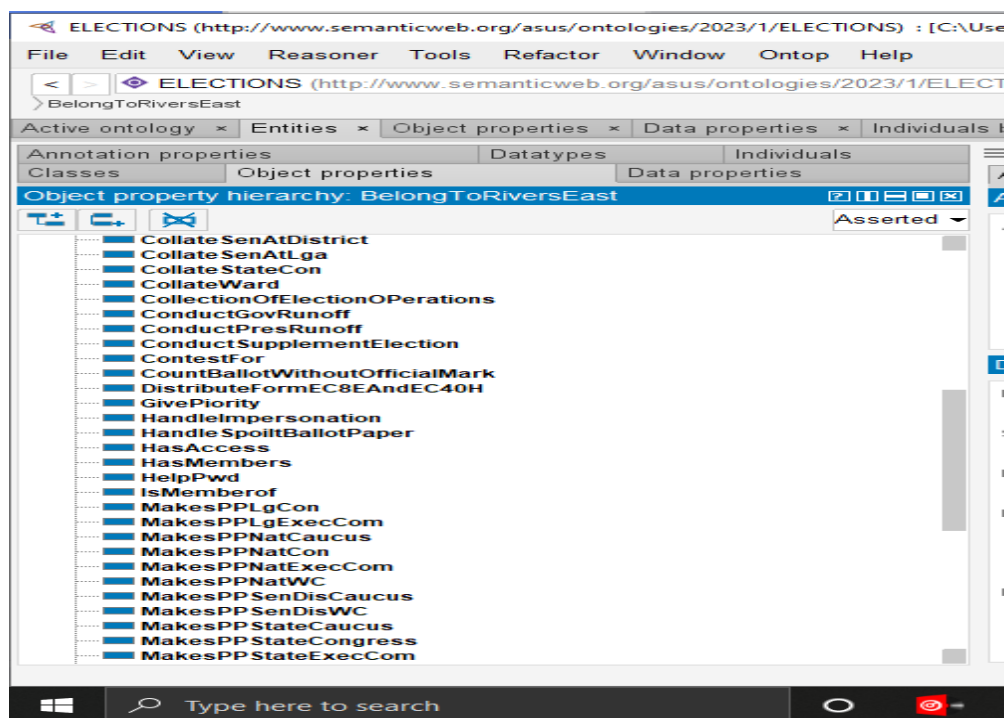 ELECTIONS (http://www.semanticweb.org/asus/ontologies/2023/1/ELECTIONS) : [C:\Use
File Edit View Reasoner Tools Refactor Window Ontop Help
< > ELECTIONS (http://www.semanticweb.org/asus/ontologies/2023/1/ELECT
BelongToRiversEast
Active ontology × Entities × Object properties × Data properties × Individuals b
Annotation properties Datatypes Individuals
Classes Object properties Data properties
Object property hierarchy: BelongToRiversEast
Asserted
CollateSenAtDistrict
CollateSenAtLga
CollateStateCon
CollateWard
CollectionOfElectionOPerations
ConductGovRunoff
ConductPresRunoff
ConductSupplementElection
ContestFor
CountBallotWithoutOfficialMark
DistributeFormEC8EAndEC40H
GivePiority
HandleImpersonation
HandleSpoiltBallotPaper
HasAccess
HasMembers
HelpPwd
IsMemberof
MakesPPLgCon
MakesPPLgExecCom
MakesPPNatCaucus
MakesPPNatCon
MakesPPNatExecCom
MakesPPNatWC
MakesPPSenDisCaucus
MakesPPSenDisWC
MakesPPStateCaucus
MakesPPStateCongress
MakesPPStateExecCom
Type here to search